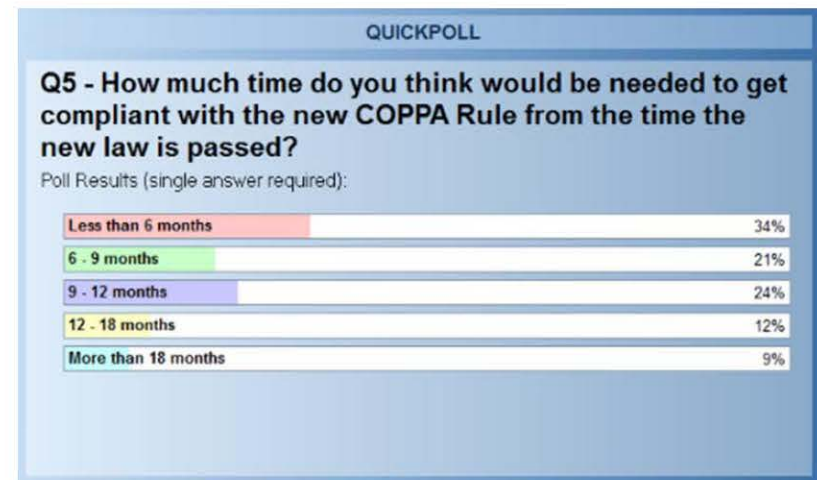 QUICKPOLL
Q5 - How much time do you think would be needed to get
compliant with the new COPPA Rule from the time the
new law is passed?
Poll Results (single answer required):
Less than 6 months 34%
6 - 9 months 21%
9 - 12 months 24%
12 - 18 months 12%
More than 18 months 9%